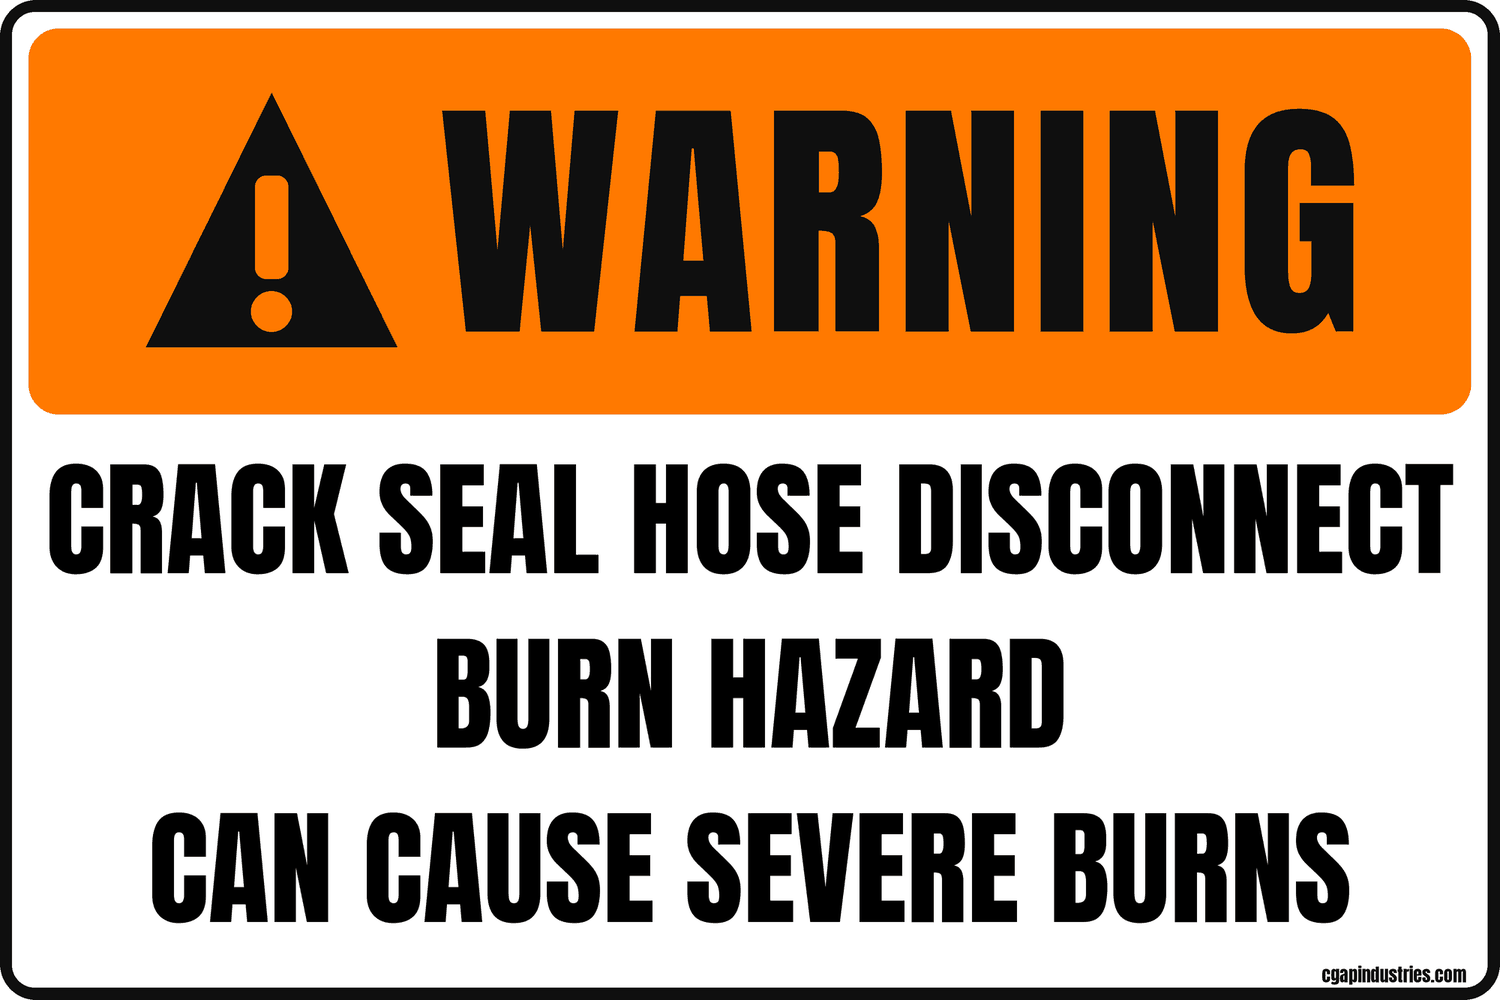 WARNING
CRACK SEAL HOSE DISCONNECT
BURN HAZARD
CAN CAUSE SEVERE BURNS
cgapindustries.com